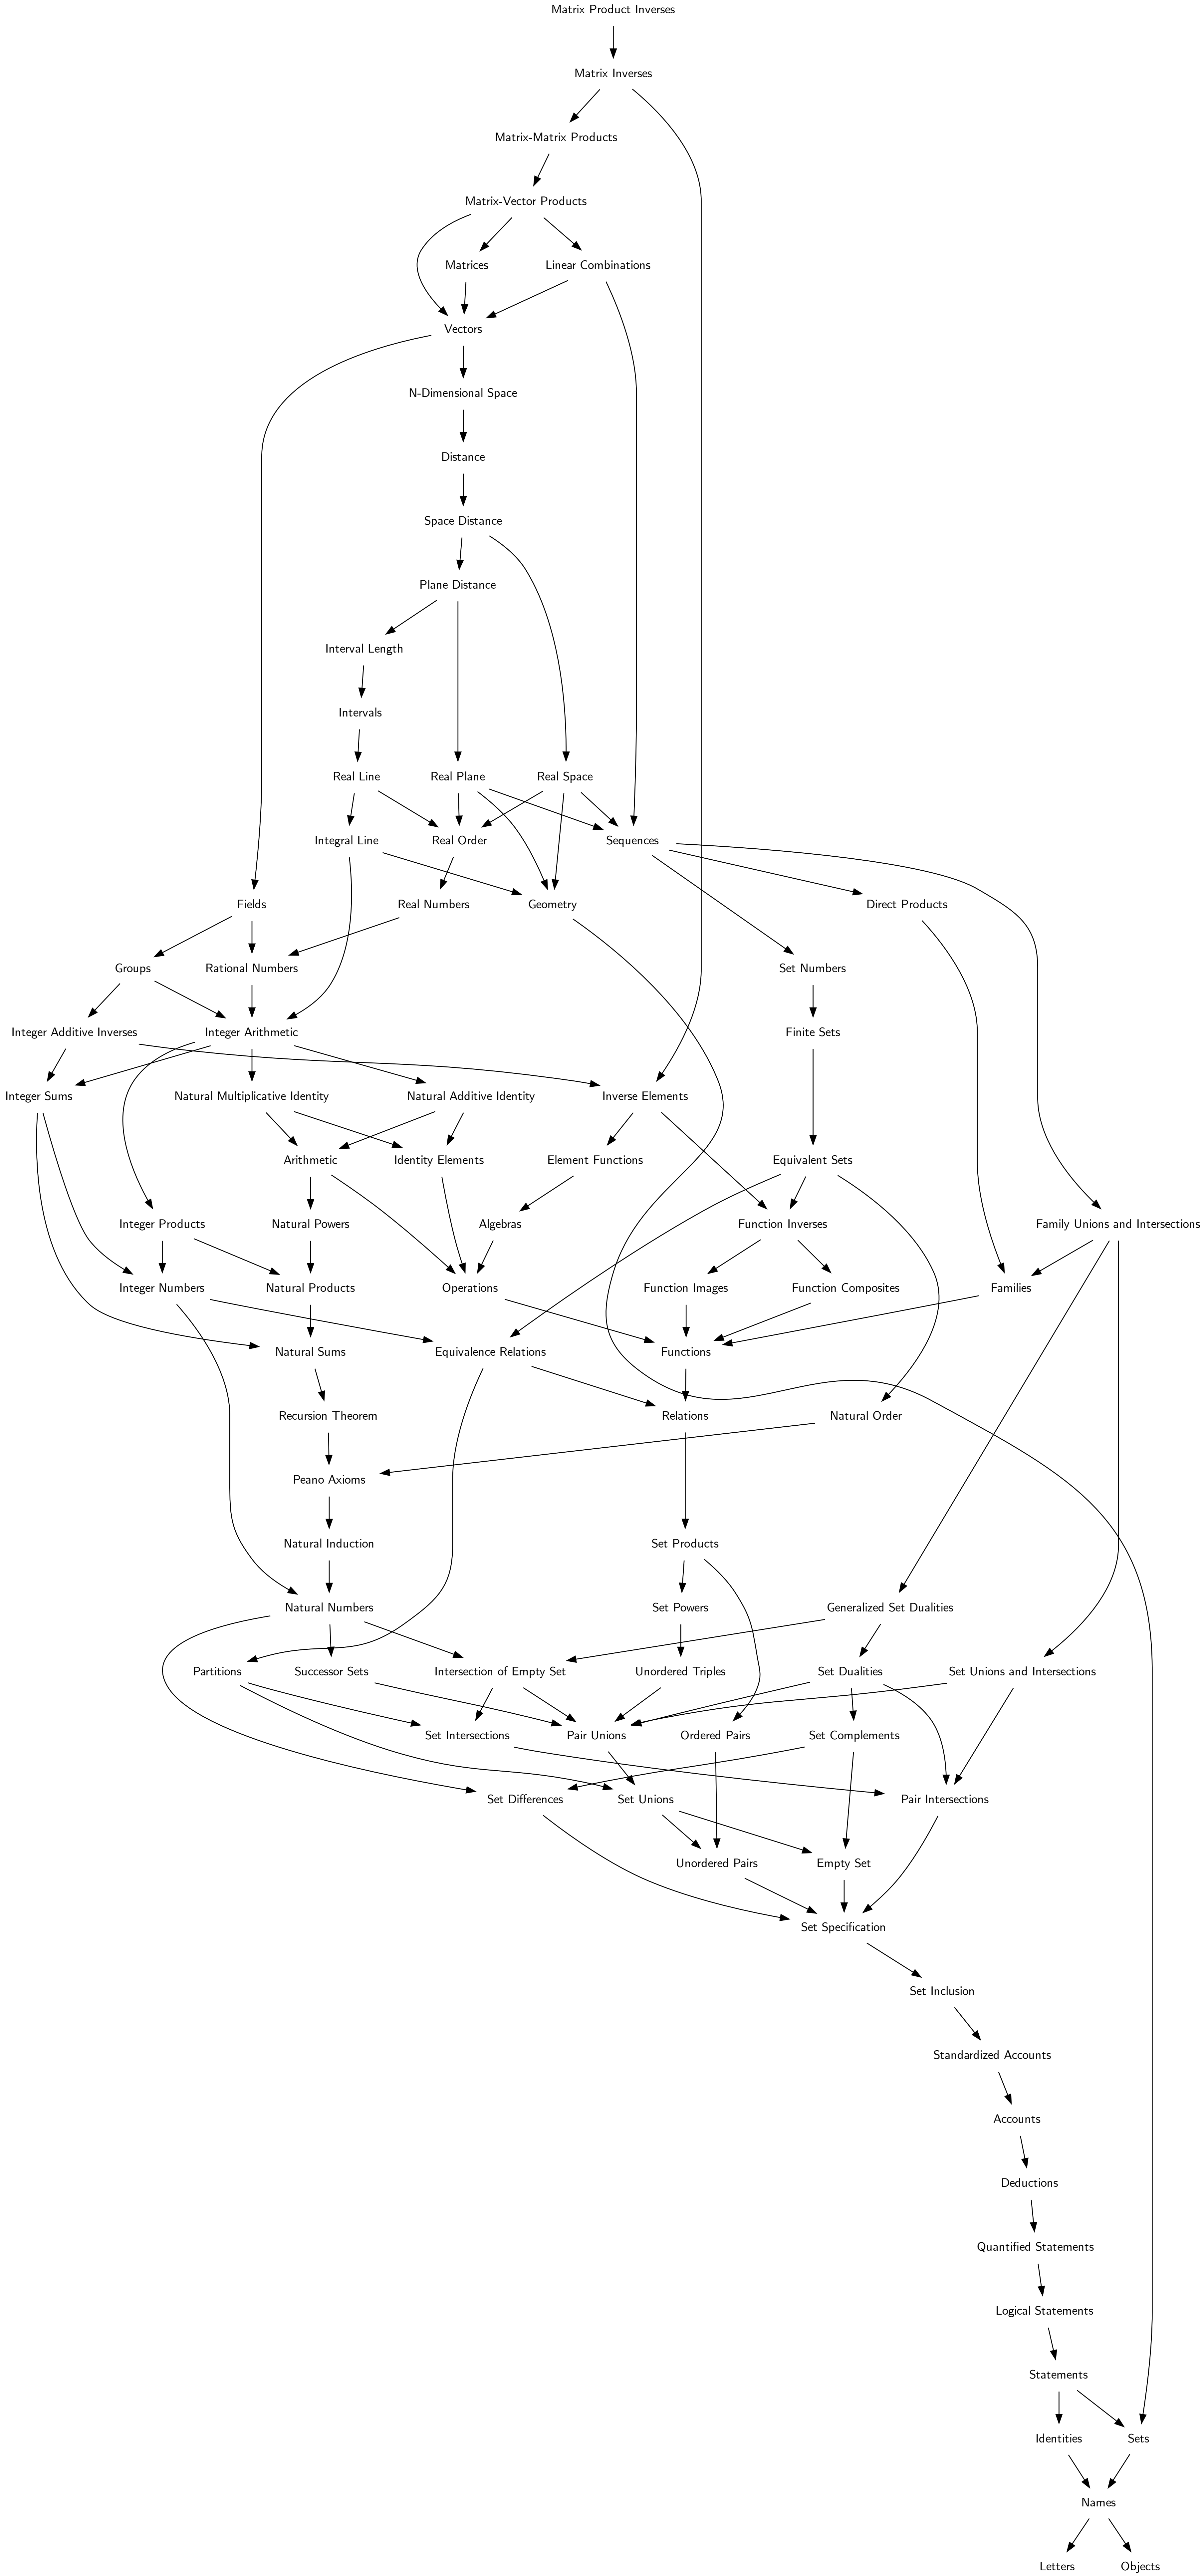 Matrix Product Inverses
Matrix Inverses
Matrix-Matrix Products
Matrix-Vector Products
Matrices
Linear Combinations
Vectors
N-Dimensional Space
Distance
Space Distance
Plane Distance
Interval Length
Intervals
Real Line
Real Plane
Real Space
Integral Line
Real Order
Sequences
Fields
Real Numbers
Geometry
Direct Products
Groups
Rational Numbers
Set Numbers
Integer Additive Inverses
Integer Arithmetic
Finite Sets
Integer Sums
Natural Multiplicative Identity
Natural Additive Identity
Inverse Elements
Arithmetic
Identity Elements
Element Functions
Equivalent Sets
Integer Products
Natural Powers
Algebras
Function Inverses
Family Unions and Intersections
Integer Numbers
Natural Products
Operations
Function Images
Function Composites
Families
Natural Sums
Equivalence Relations
Functions
Recursion Theorem
Relations
Natural Order
Peano Axioms
Natural Induction
Set Products
Natural Numbers
Set Powers
Generalized Set Dualities
Partitions
Successor Sets
Intersection of Empty Set
Unordered Triples
Set Dualities
Set Unions and Intersections
Set Intersections
Pair Unions
Ordered Pairs
Set Complements
Set Differences
Set Unions
Pair Intersections
Unordered Pairs
Empty Set
Set Specification
Set Inclusion
Standardized Accounts
Accounts
Deductions
Quantified Statements
Logical Statements
Statements
Identities
Sets
Names
Letters
Objects